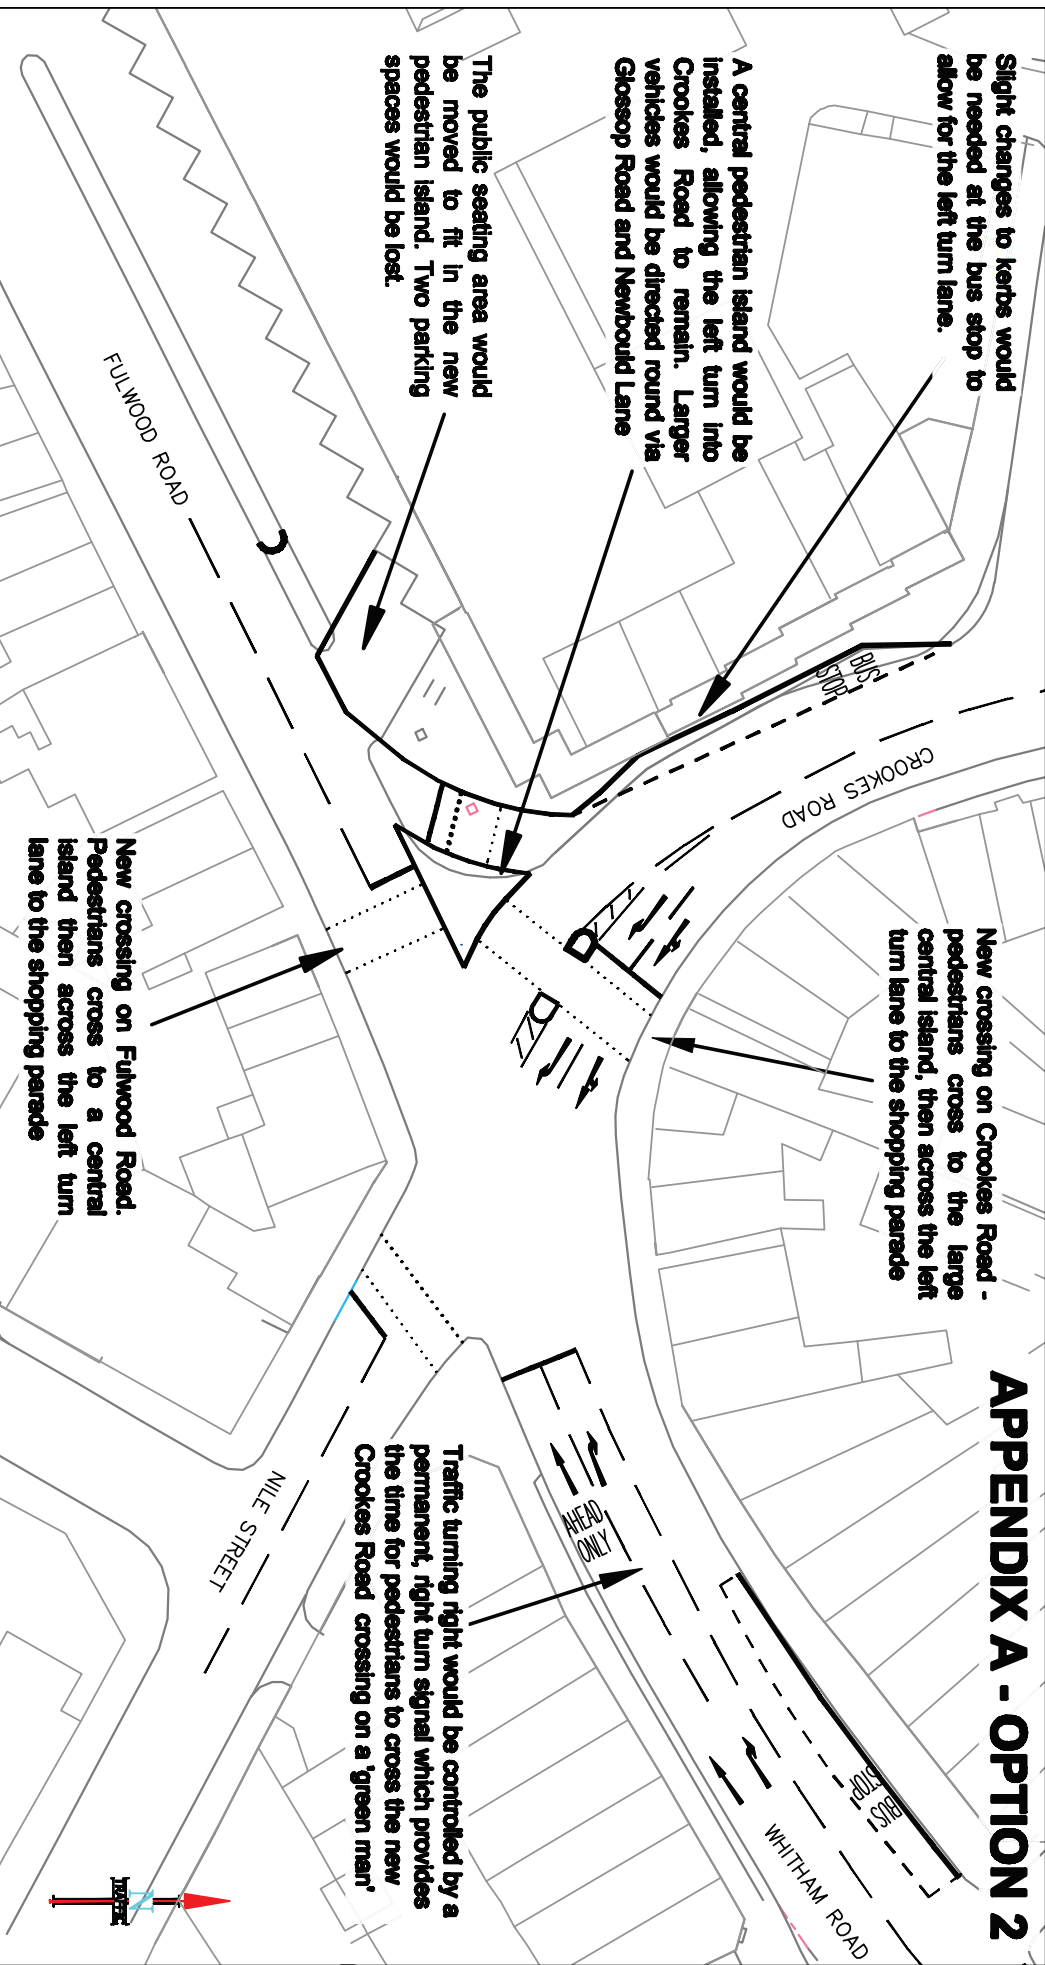 APPENDIX A - OPTION 2
Slight changes to kerbs would
be needed at the bus stop to
allow for the left turn lane.
A central pedestrian island would be
installed, allowing the left turn into
Crookes Road to remain. Larger
vehicles would be directed round via
Glossop Road and Newbould Lane
The public seating area would
be moved to fit in the new
pedestrian island. Two parking
spaces would be lost.
FULWOOD ROAD
BUS
STOP
CROOKES ROAD
New crossing on Crookes Road -
pedestrians cross to the large
central island, then across the left
turn lane to the shopping parade
New crossing on Fulwood Road.
Pedestrians cross to a central
island then across the left turn
lane to the shopping parade
AHEAD
ONLY
Traffic turning right would be controlled by a
permanent, right turn signal which provides
the time for pedestrians to cross the new
Crookes Road crossing on a 'green man'
NILE STREET
BUS
STOP
WHITHAM ROAD
N
TRAFFIC